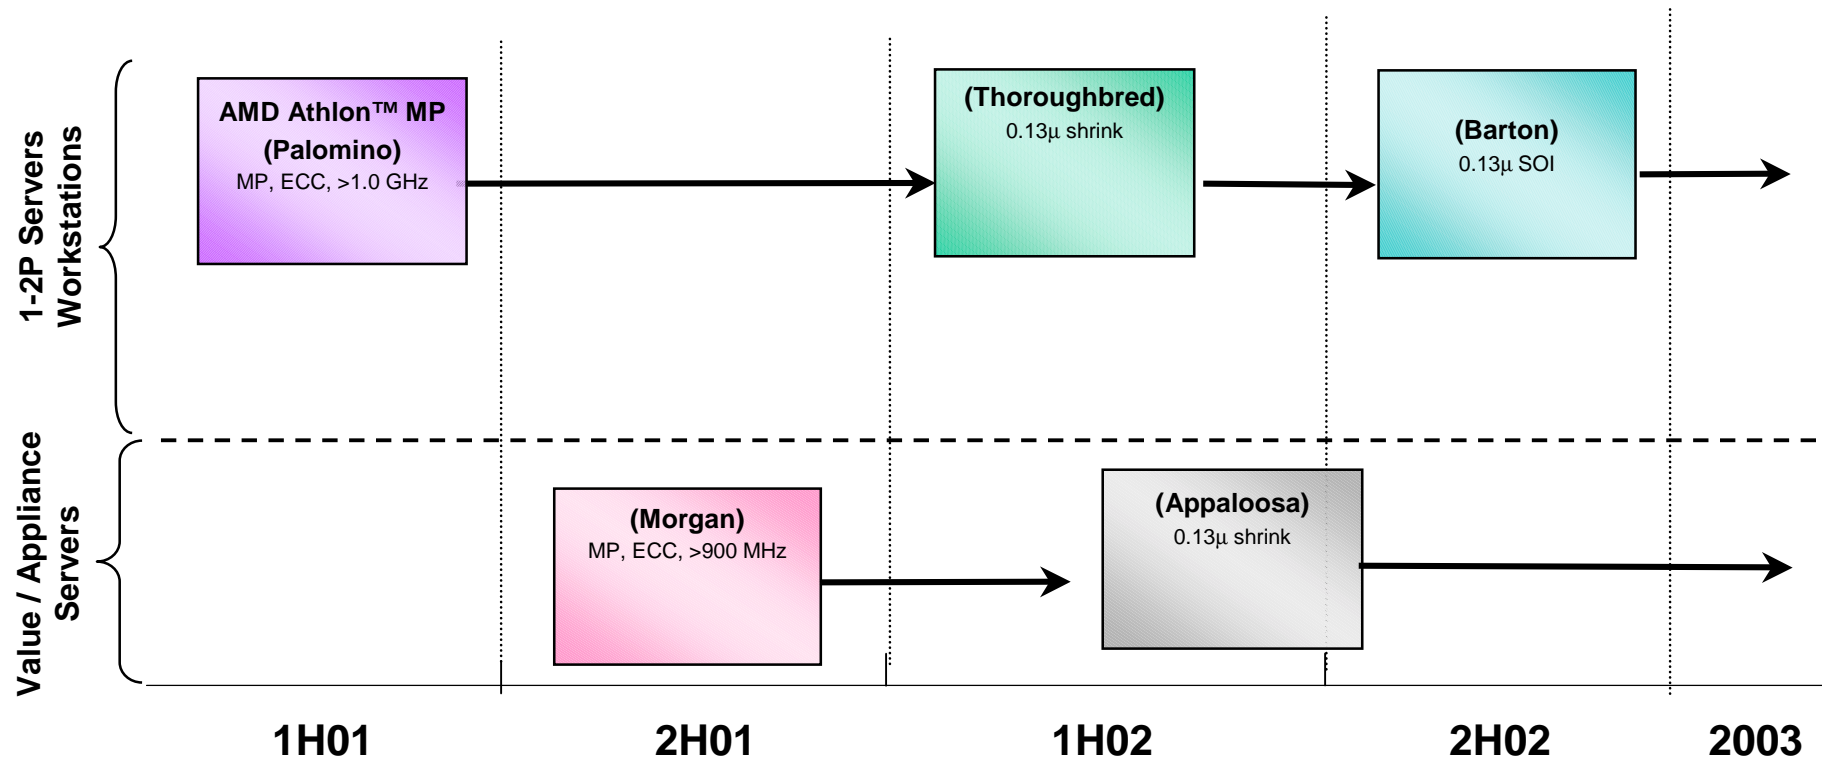 1-2P Servers
Workstations
AMD Athlon™ MP
(Palomino)
MP, ECC, >1.0 GHz
(Thoroughbred)
0.13μ shrink
(Barton)
0.13μ SOI
Value / Appliance
Servers
(Morgan)
MP, ECC, >900 MHz
(Appaloosa)
0.13μ shrink
1H01
2H01
1H02
2H02
2003